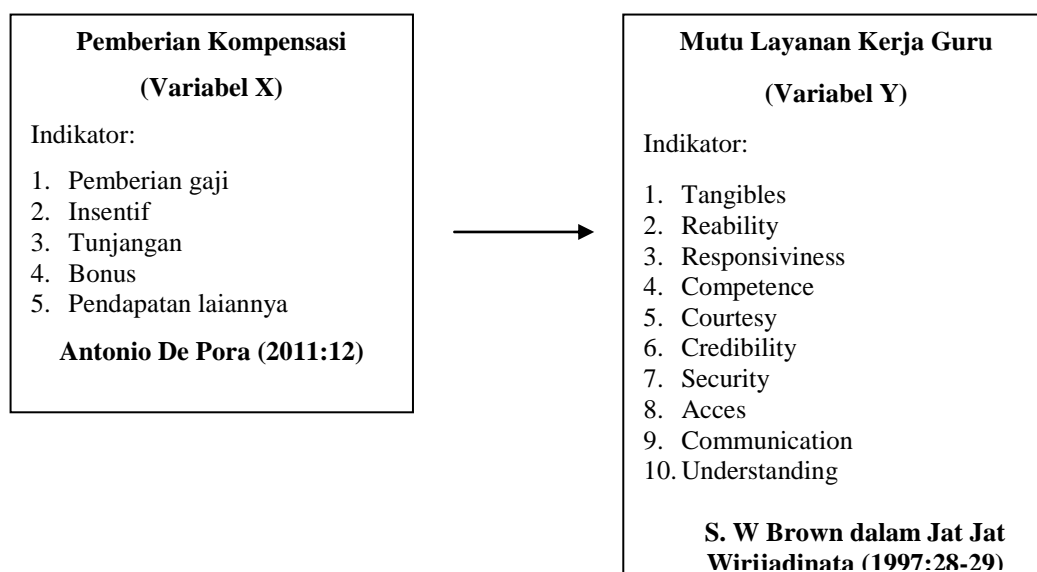 Pemberian Kompensasi
(Variabel X)
Indikator:
1. Pemberian gaji
2. Insentif
3. Tunjangan
4. Bonus
5. Pendapatan laiannya
Antonio De Pora (2011:12)
Mutu Layanan Kerja Guru
(Variabel Y)
Indikator:
1. Tangibles
2. Reability
3. Responsiviness
4. Competence
5. Courtesy
6. Credibility
7. Security
8. Acces
9. Communication
10. Understanding
S. W Brown dalam Jat Jat
Wirijadinata (1997:28-29)